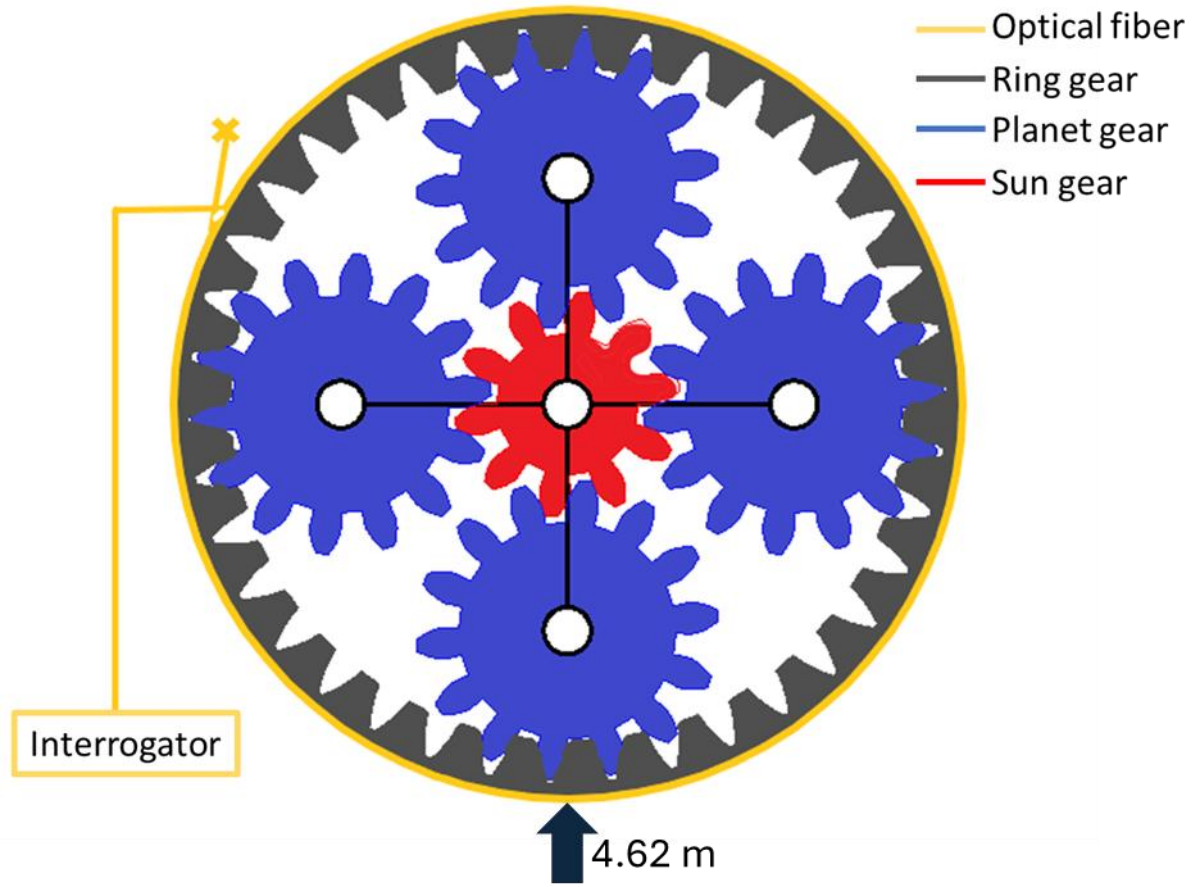 Optical fiber
Ring gear
Planet gear
Sun gear
Interrogator
4.62 m